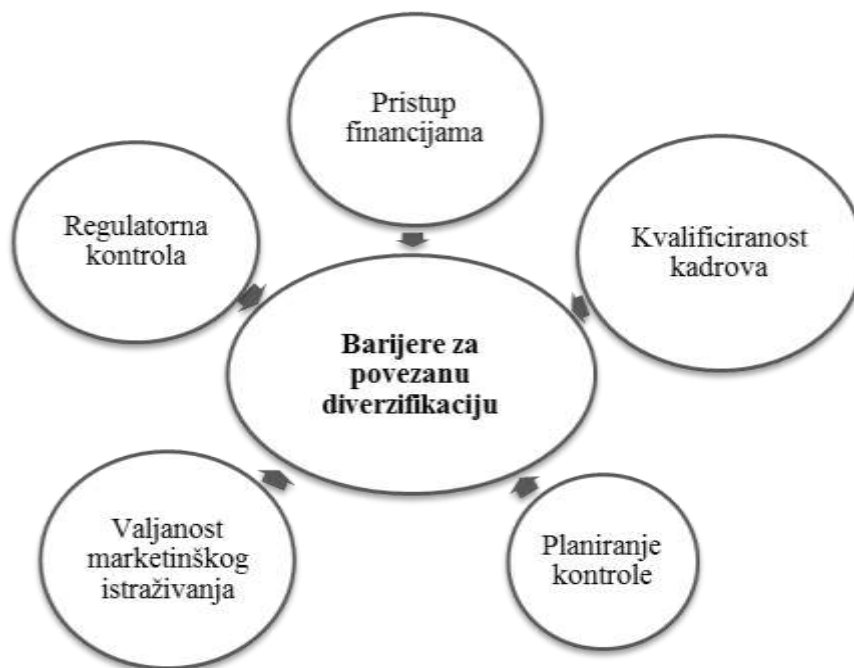 Pristup
financijama
Regulatorna
kontrola
Kvalificiranost
kadrova
Barijere za
povezanu
diverzifikaciju
Valjanost
marketinškog
istraživanja
Planiranje
kontrole